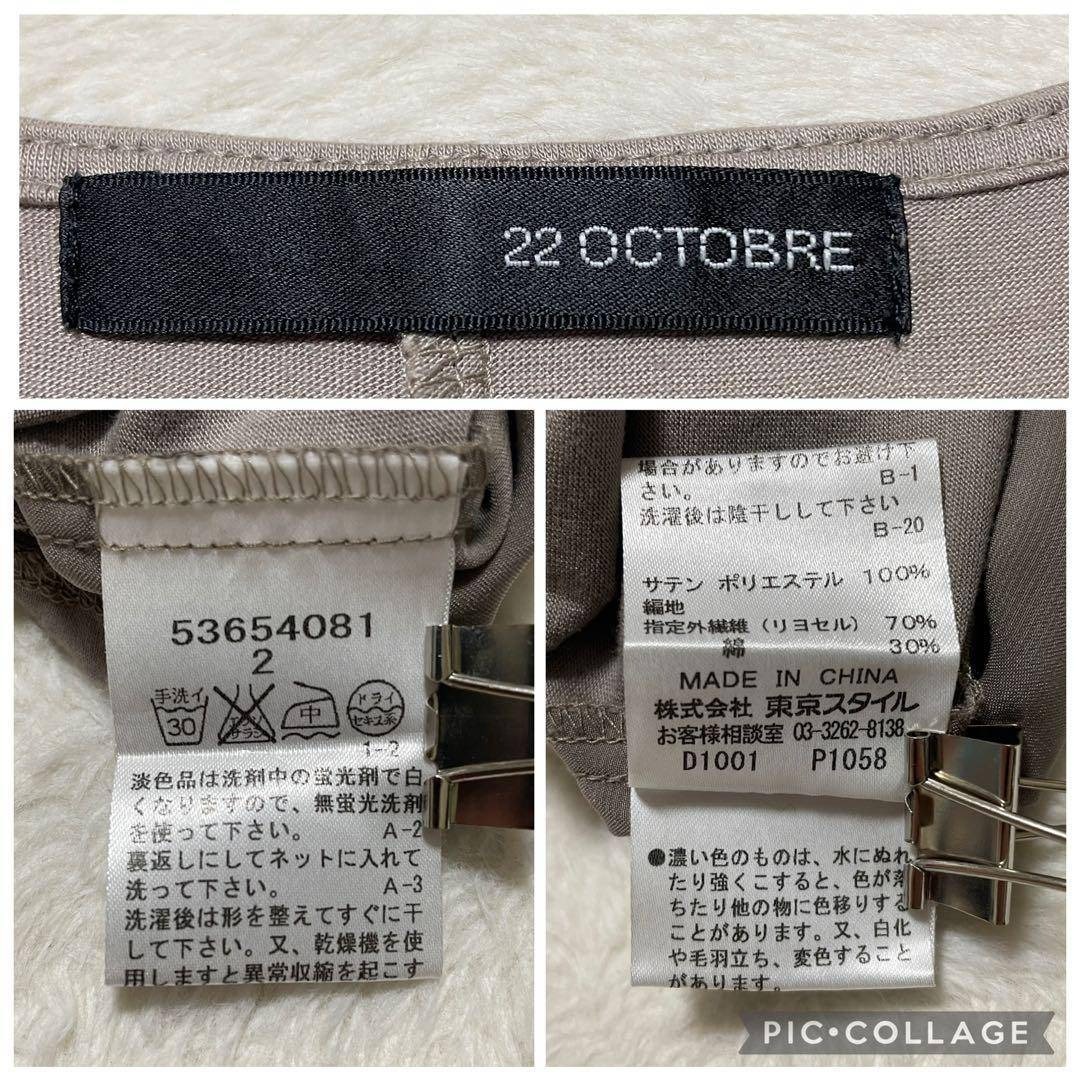 22 OCTOBRE
53654081
2
手洗イ
30
エンソ
サラシ
中
ドライ
セキユ系
1-2
淡色品は洗剤中の蛍光剤で白
くなりますので、無蛍光洗剤
を使って下さい。 A-2
裏返しにしてネットに入れて
洗って下さい。 A-3
洗濯後は形を整えてすぐに干
して下さい。又、乾燥機を使
用しますと異常収縮を起こす
場合がありますのでお避け下
さい。 B-1
洗濯後は陰干しして下さい
B-20
サテン ポリエステル 100%
編地
指定外繊維(リヨセル) 70%
綿 30%
MADE IN CHINA
株式会社 東京スタイル
お客様相談室 03-3262-8138
D1001 P1058
●濃い色のものは、水にぬれ
たり強くこすると、色が落
ちたり他の物に色移りする
ことがあります。又、白化
や毛羽立ち、変色すること
があります。
PIC•COLLAGE